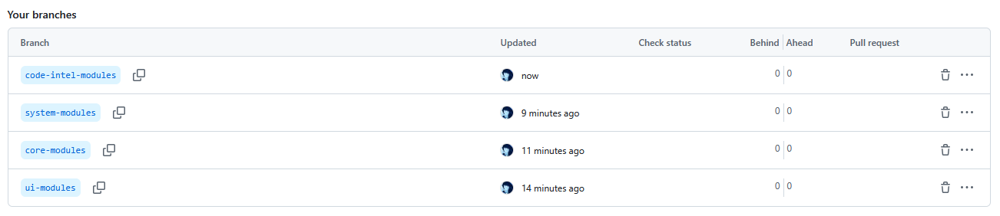 Your branches
Branch Updated Check status Behind Ahead Pull request
code-intel-modules now 0 0
system-modules 9 minutes ago 0 0
core-modules 11 minutes ago 0 0
ui-modules 14 minutes ago 0 0